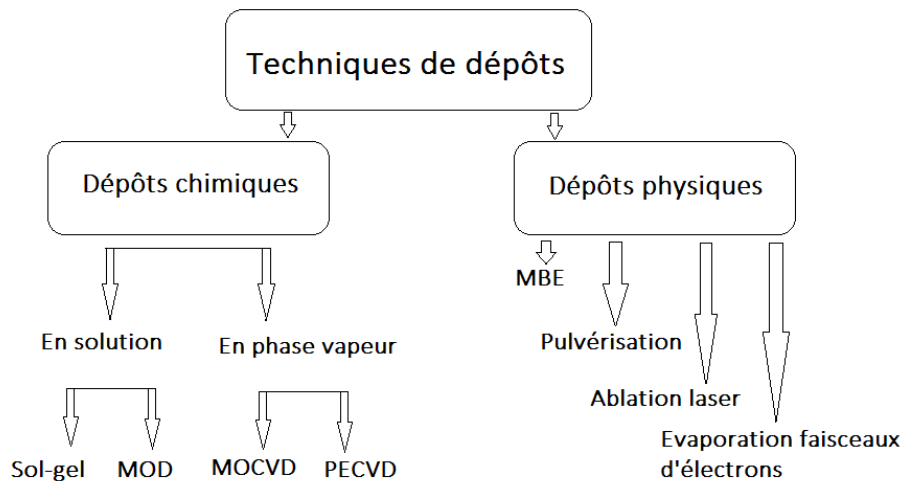 Techniques de dépôts
Dépôts chimiques
Dépôts physiques
MBE
En solution
En phase vapeur
Pulvérisation
Ablation laser
Evaporation faisceaux
d'électrons
Sol-gel
MOD
MOCVD
PECVD